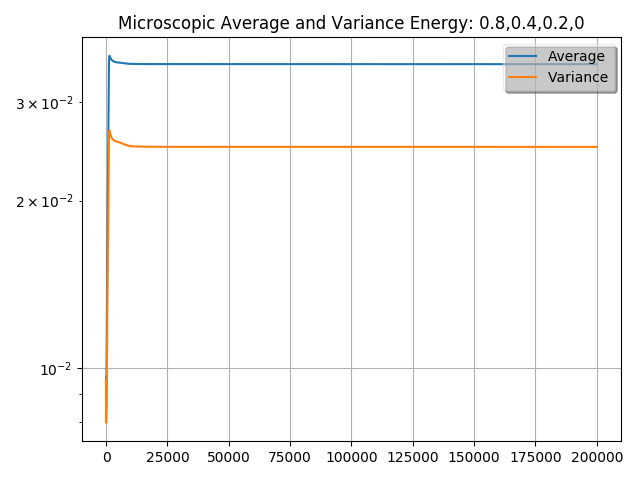 Microscopic Average and Variance Energy: 0.8,0.4,0.2,0
Average
Variance
3 × 10⁻²
2 × 10⁻²
10⁻²
0 25000 50000 75000 100000 125000 150000 175000 200000